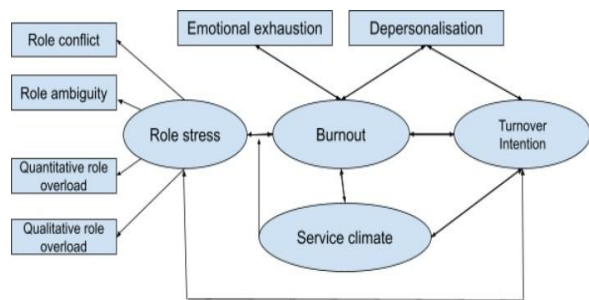 Role conflict
Emotional exhaustion
Depersonalisation
Role ambiguity
Role stress
Burnout
Turnover
Intention
Quantitative role
overload
Qualitative role
overload
Service climate